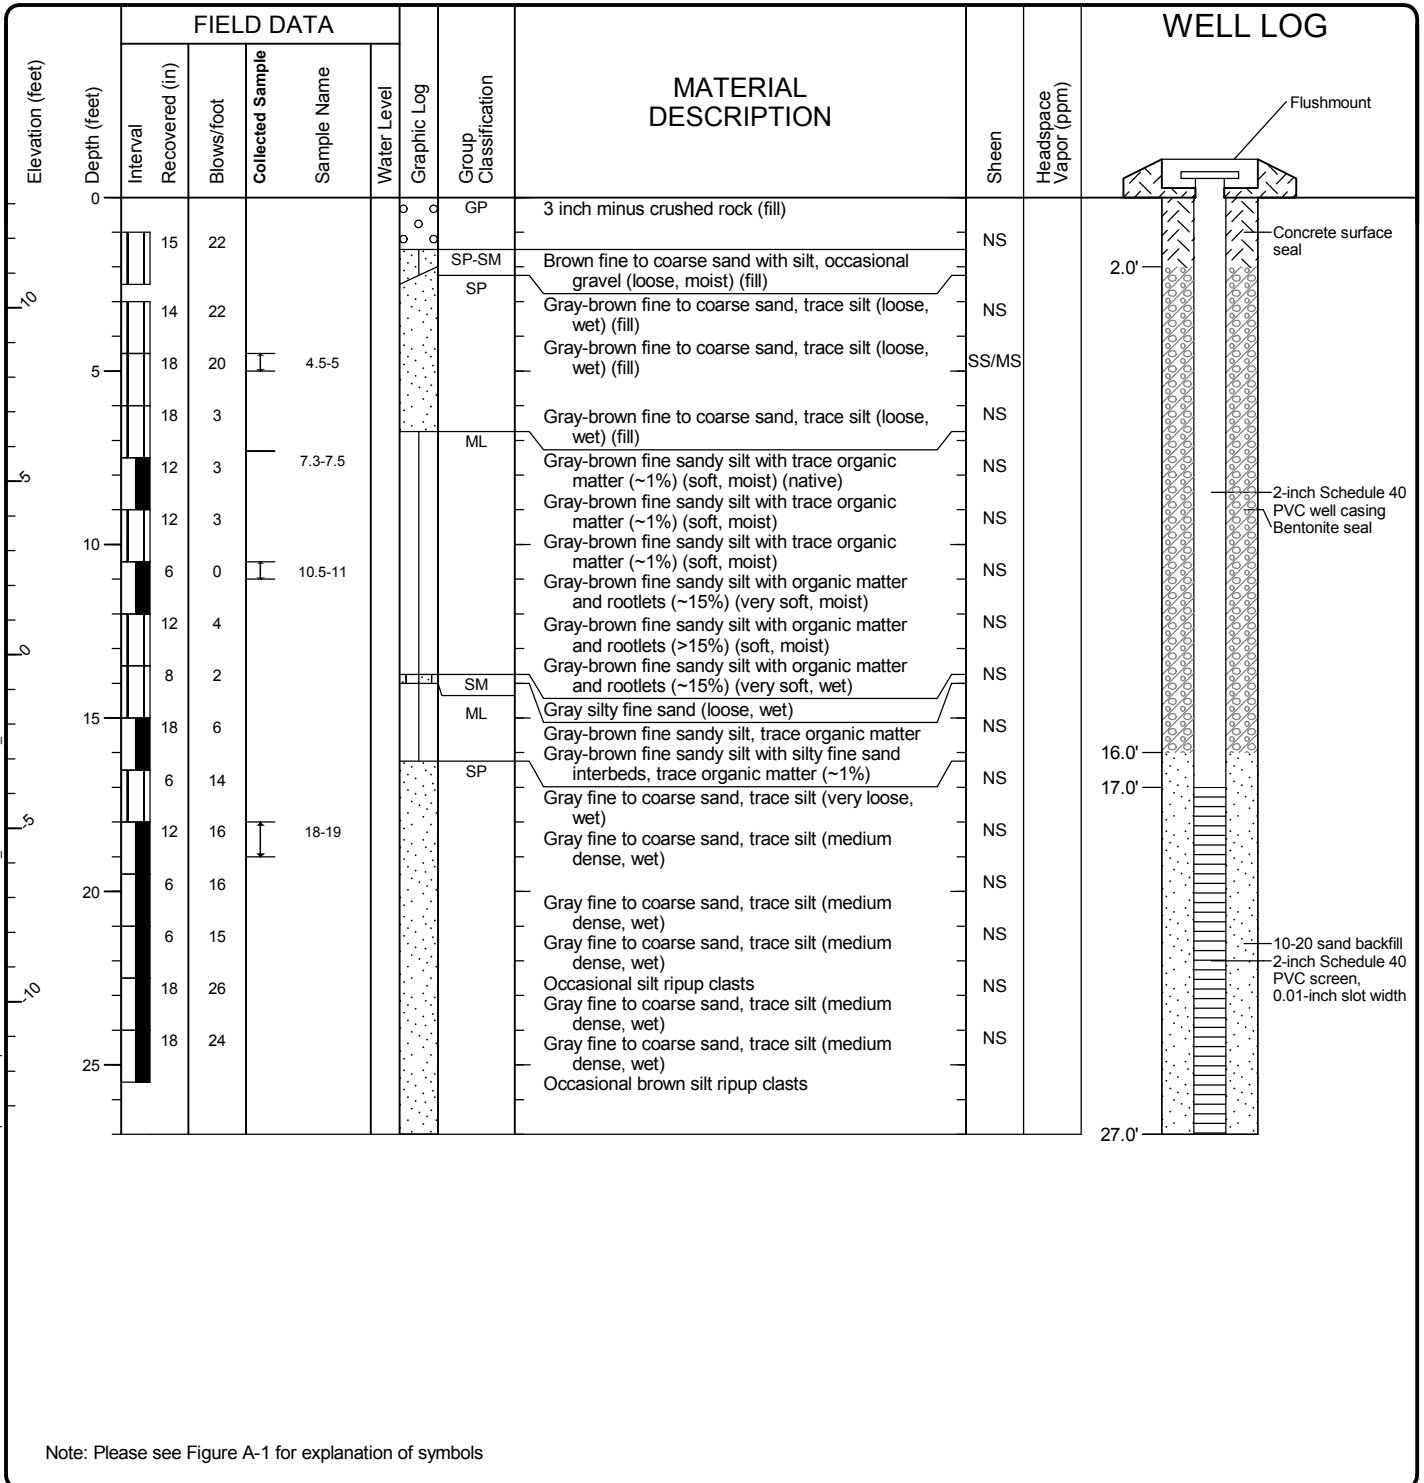 FIELD DATA
WELL LOG
Elevation (feet)
Depth (feet)
Interval
Recovered (in)
Blows/foot
Collected Sample
Sample Name
Water Level
Graphic Log
Group
Classification
MATERIAL
DESCRIPTION
Sheen
Headspace
Vapor (ppm)
Flushmount
0
GP
3 inch minus crushed rock (fill)
15
22
NS
Concrete surface
seal
SP-SM
Brown fine to coarse sand with silt, occasional
gravel (loose, moist) (fill)
2.0'
SP
10
Gray-brown fine to coarse sand, trace silt (loose,
wet) (fill)
14
22
NS
Gray-brown fine to coarse sand, trace silt (loose,
wet) (fill)
18
20
4.5-5
SS/MS
5
18
3
Gray-brown fine to coarse sand, trace silt (loose,
wet) (fill)
NS
ML
7.3-7.5
Gray-brown fine sandy silt with trace organic
matter (~1%) (soft, moist) (native)
12
3
NS
5
Gray-brown fine sandy silt with trace organic
matter (~1%) (soft, moist)
2-inch Schedule 40
PVC well casing
Bentonite seal
12
3
NS
10
Gray-brown fine sandy silt with trace organic
matter (~1%) (soft, moist)
6
0
10.5-11
NS
Gray-brown fine sandy silt with organic matter
and rootlets (~15%) (very soft, moist)
12
4
Gray-brown fine sandy silt with organic matter
and rootlets (>15%) (soft, moist)
NS
0
8
2
Gray-brown fine sandy silt with organic matter
and rootlets (~15%) (very soft, wet)
NS
SM
Gray silty fine sand (loose, wet)
ML
15
18
6
Gray-brown fine sandy silt, trace organic matter
NS
Gray-brown fine sandy silt with silty fine sand
interbeds, trace organic matter (~1%)
16.0'
SP
6
14
NS
17.0'
Gray fine to coarse sand, trace silt (very loose,
wet)
-5
12
16
18-19
NS
Gray fine to coarse sand, trace silt (medium
dense, wet)
6
16
NS
20
Gray fine to coarse sand, trace silt (medium
dense, wet)
6
15
NS
Gray fine to coarse sand, trace silt (medium
dense, wet)
10-20 sand backfill
2-inch Schedule 40
PVC screen,
0.01-inch slot width
Occasional silt ripup clasts
18
26
NS
-10
Gray fine to coarse sand, trace silt (medium
dense, wet)
18
24
NS
Gray fine to coarse sand, trace silt (medium
dense, wet)
25
Occasional brown silt ripup clasts
27.0'
Note: Please see Figure A-1 for explanation of symbols